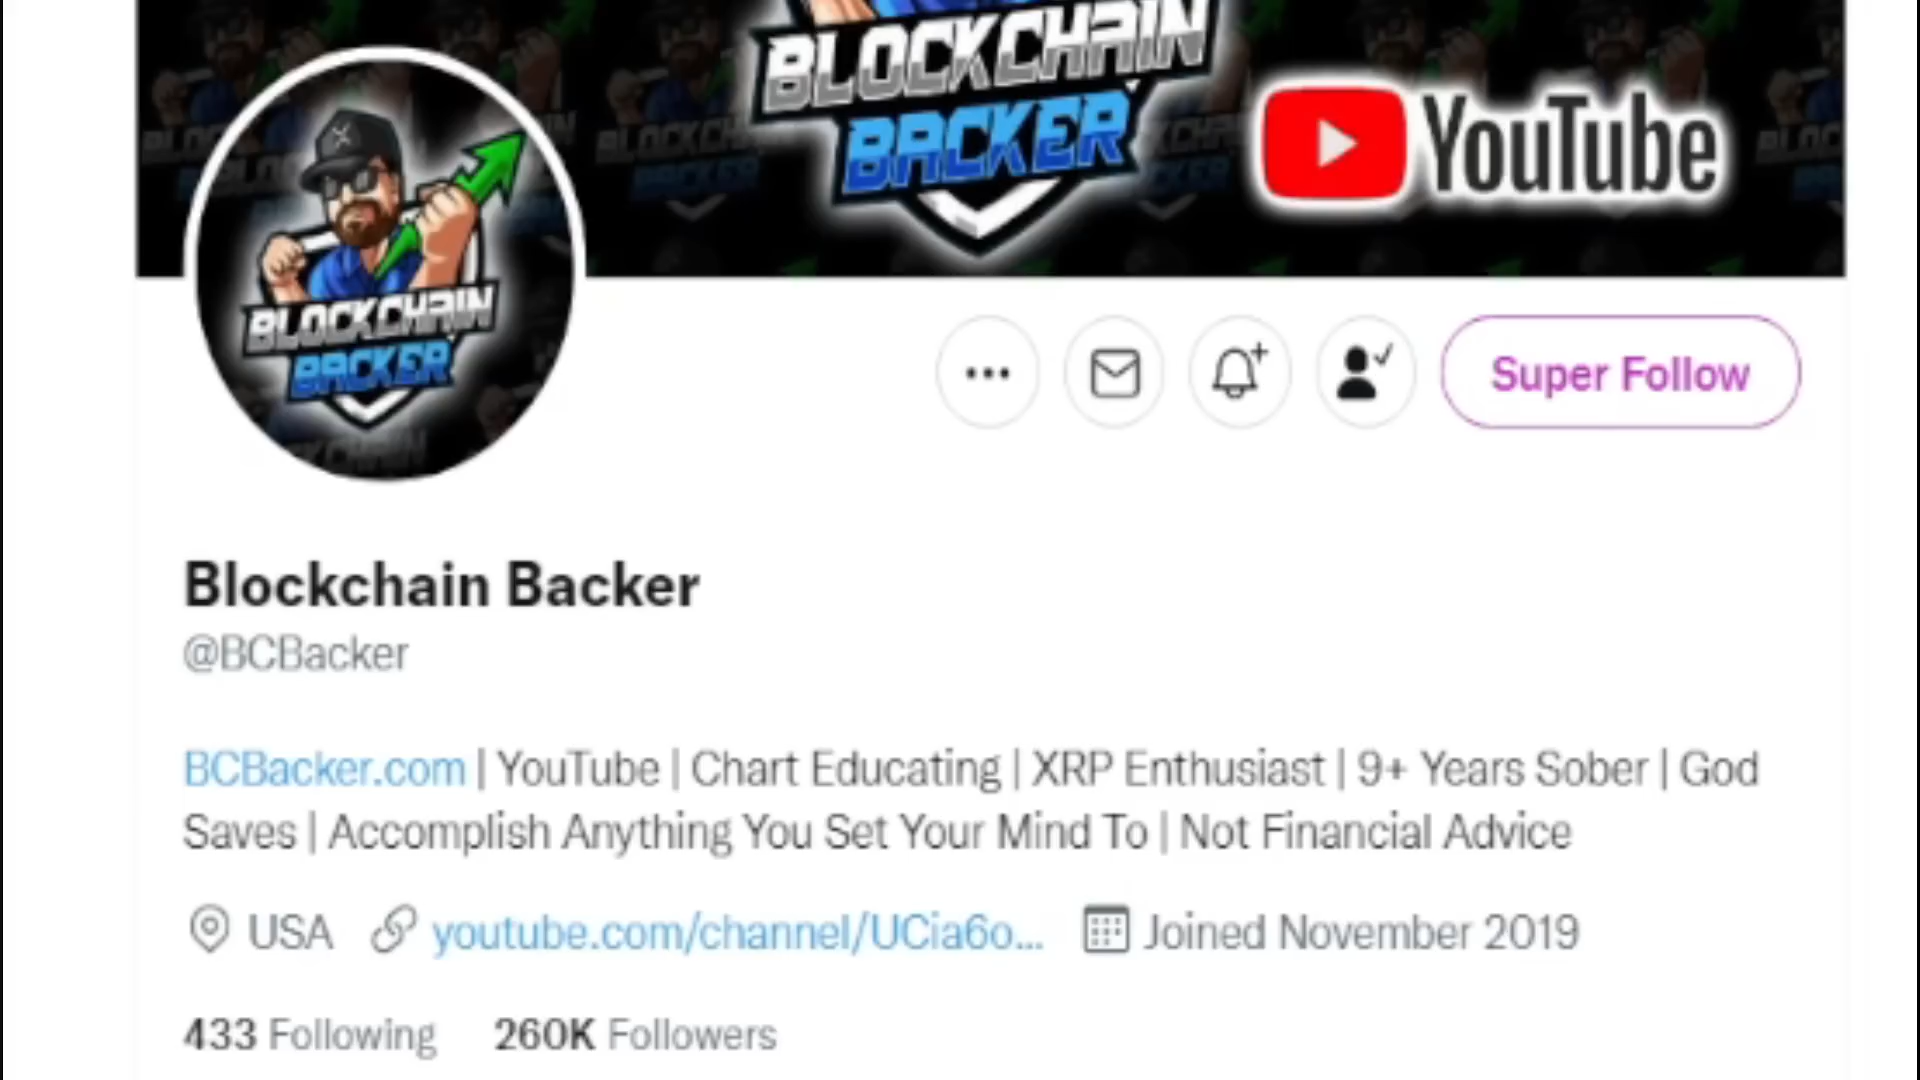 BLOCKCHAIN
BACKER
YouTube
BLOCKCHAIN
BACKER
Super Follow
Blockchain Backer
@BCBacker
BCBacker.com | YouTube | Chart Educating | XRP Enthusiast | 9+ Years Sober | God
Saves | Accomplish Anything You Set Your Mind To | Not Financial Advice
USA youtube.com/channel/UCia6o... Joined November 2019
433 Following 260K Followers